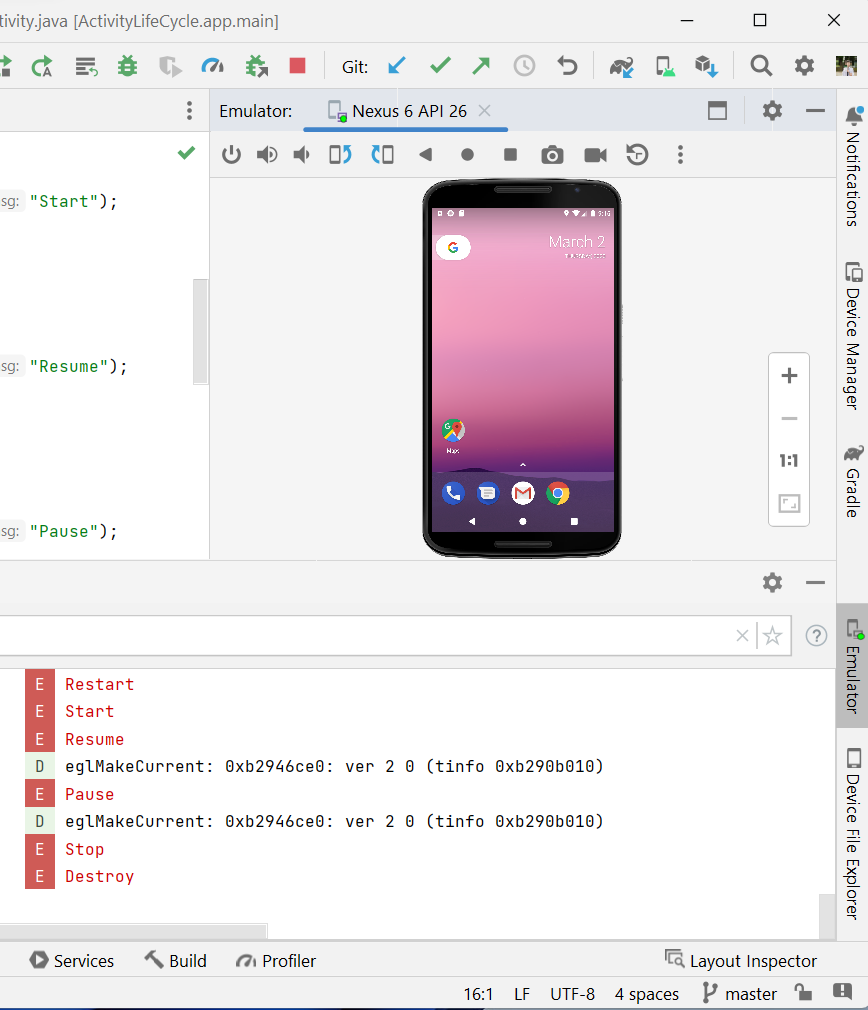 tivity.java [ActivityLifeCycle.app.main]
Git:
Emulator: Nexus 6 API 26
sg: "Start");
sg: "Resume");
sg: "Pause");
9:16
March 2
G
Maps
1:1
E Restart
E Start
E Resume
D eglMakeCurrent: 0xb2946ce0: ver 2 0 (tinfo 0xb290b010)
E Pause
D eglMakeCurrent: 0xb2946ce0: ver 2 0 (tinfo 0xb290b010)
E Stop
E Destroy
Notifications
Device Manager
Gradle
Emulator
Device File Explorer
Services Build Profiler Layout Inspector
16:1 LF UTF-8 4 spaces master